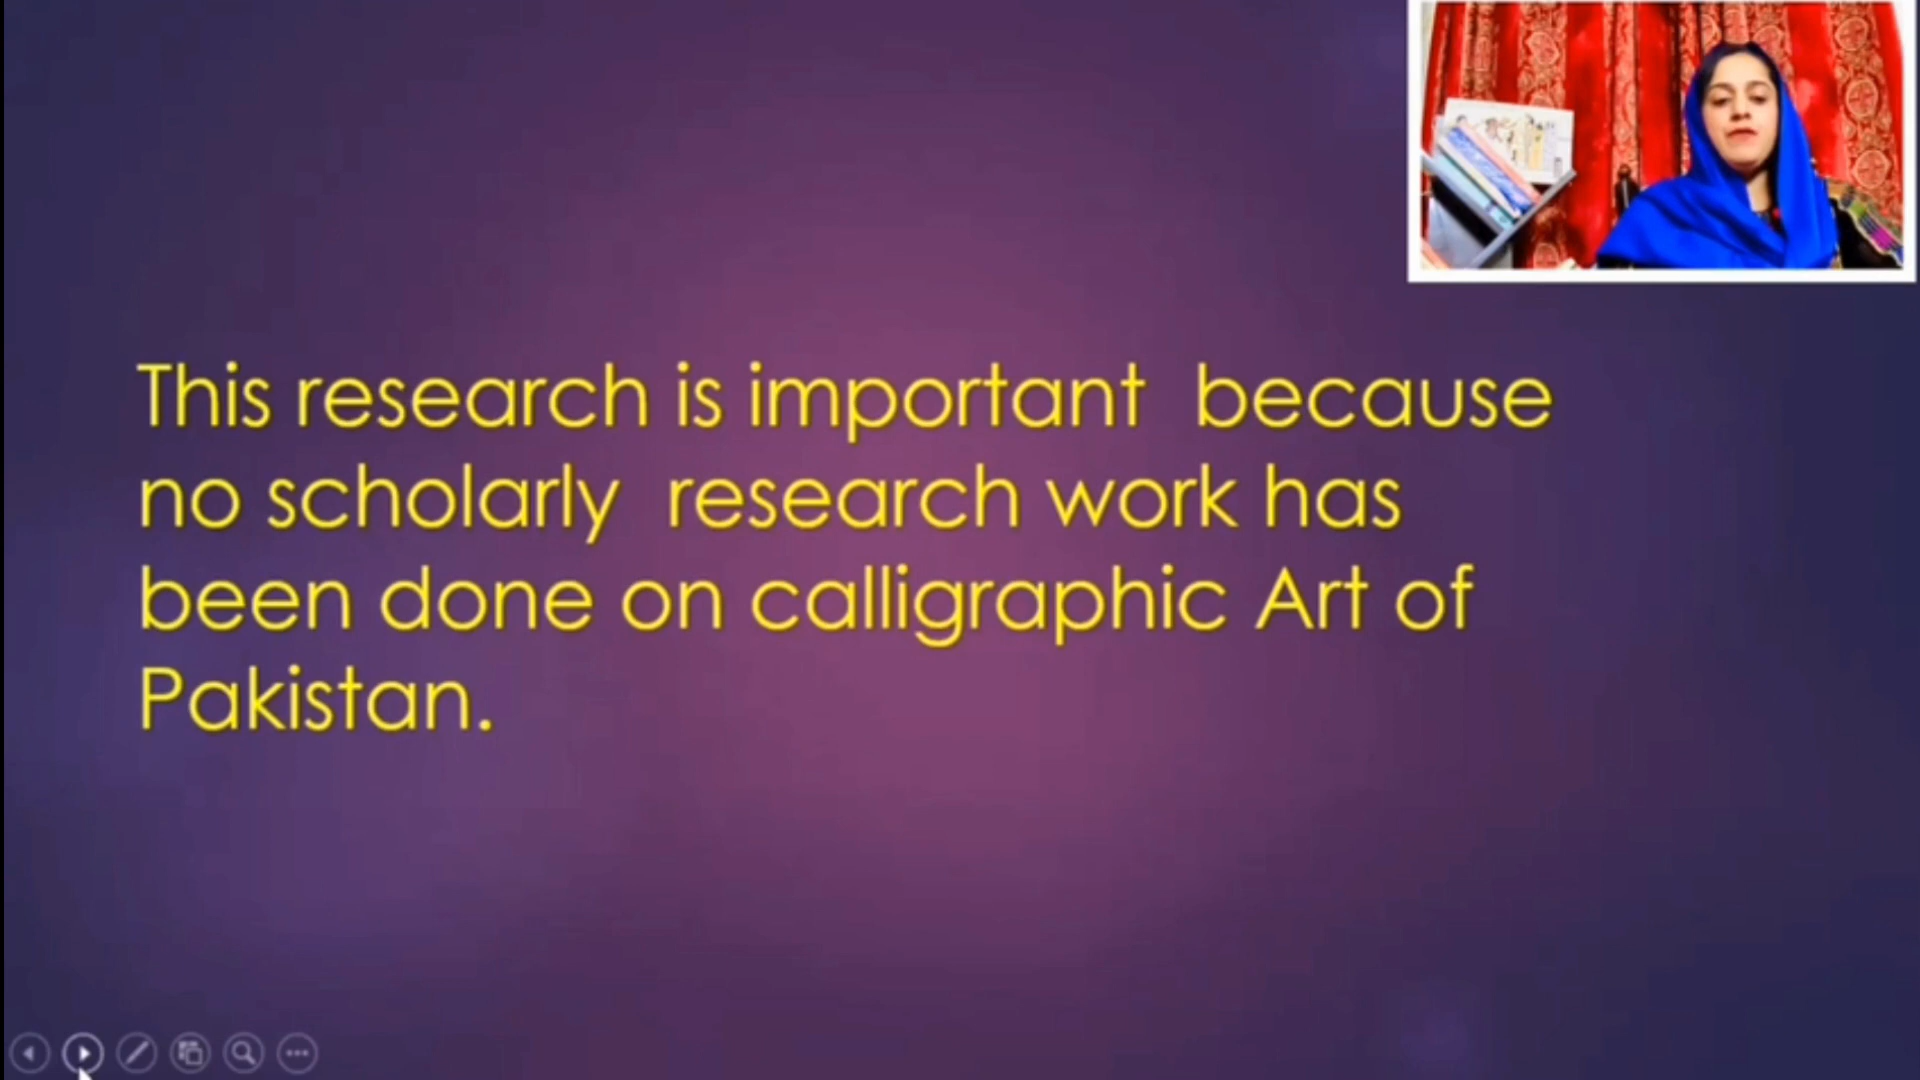 This research is important  because
no scholarly  research work has
been done on calligraphic Art of
Pakistan.